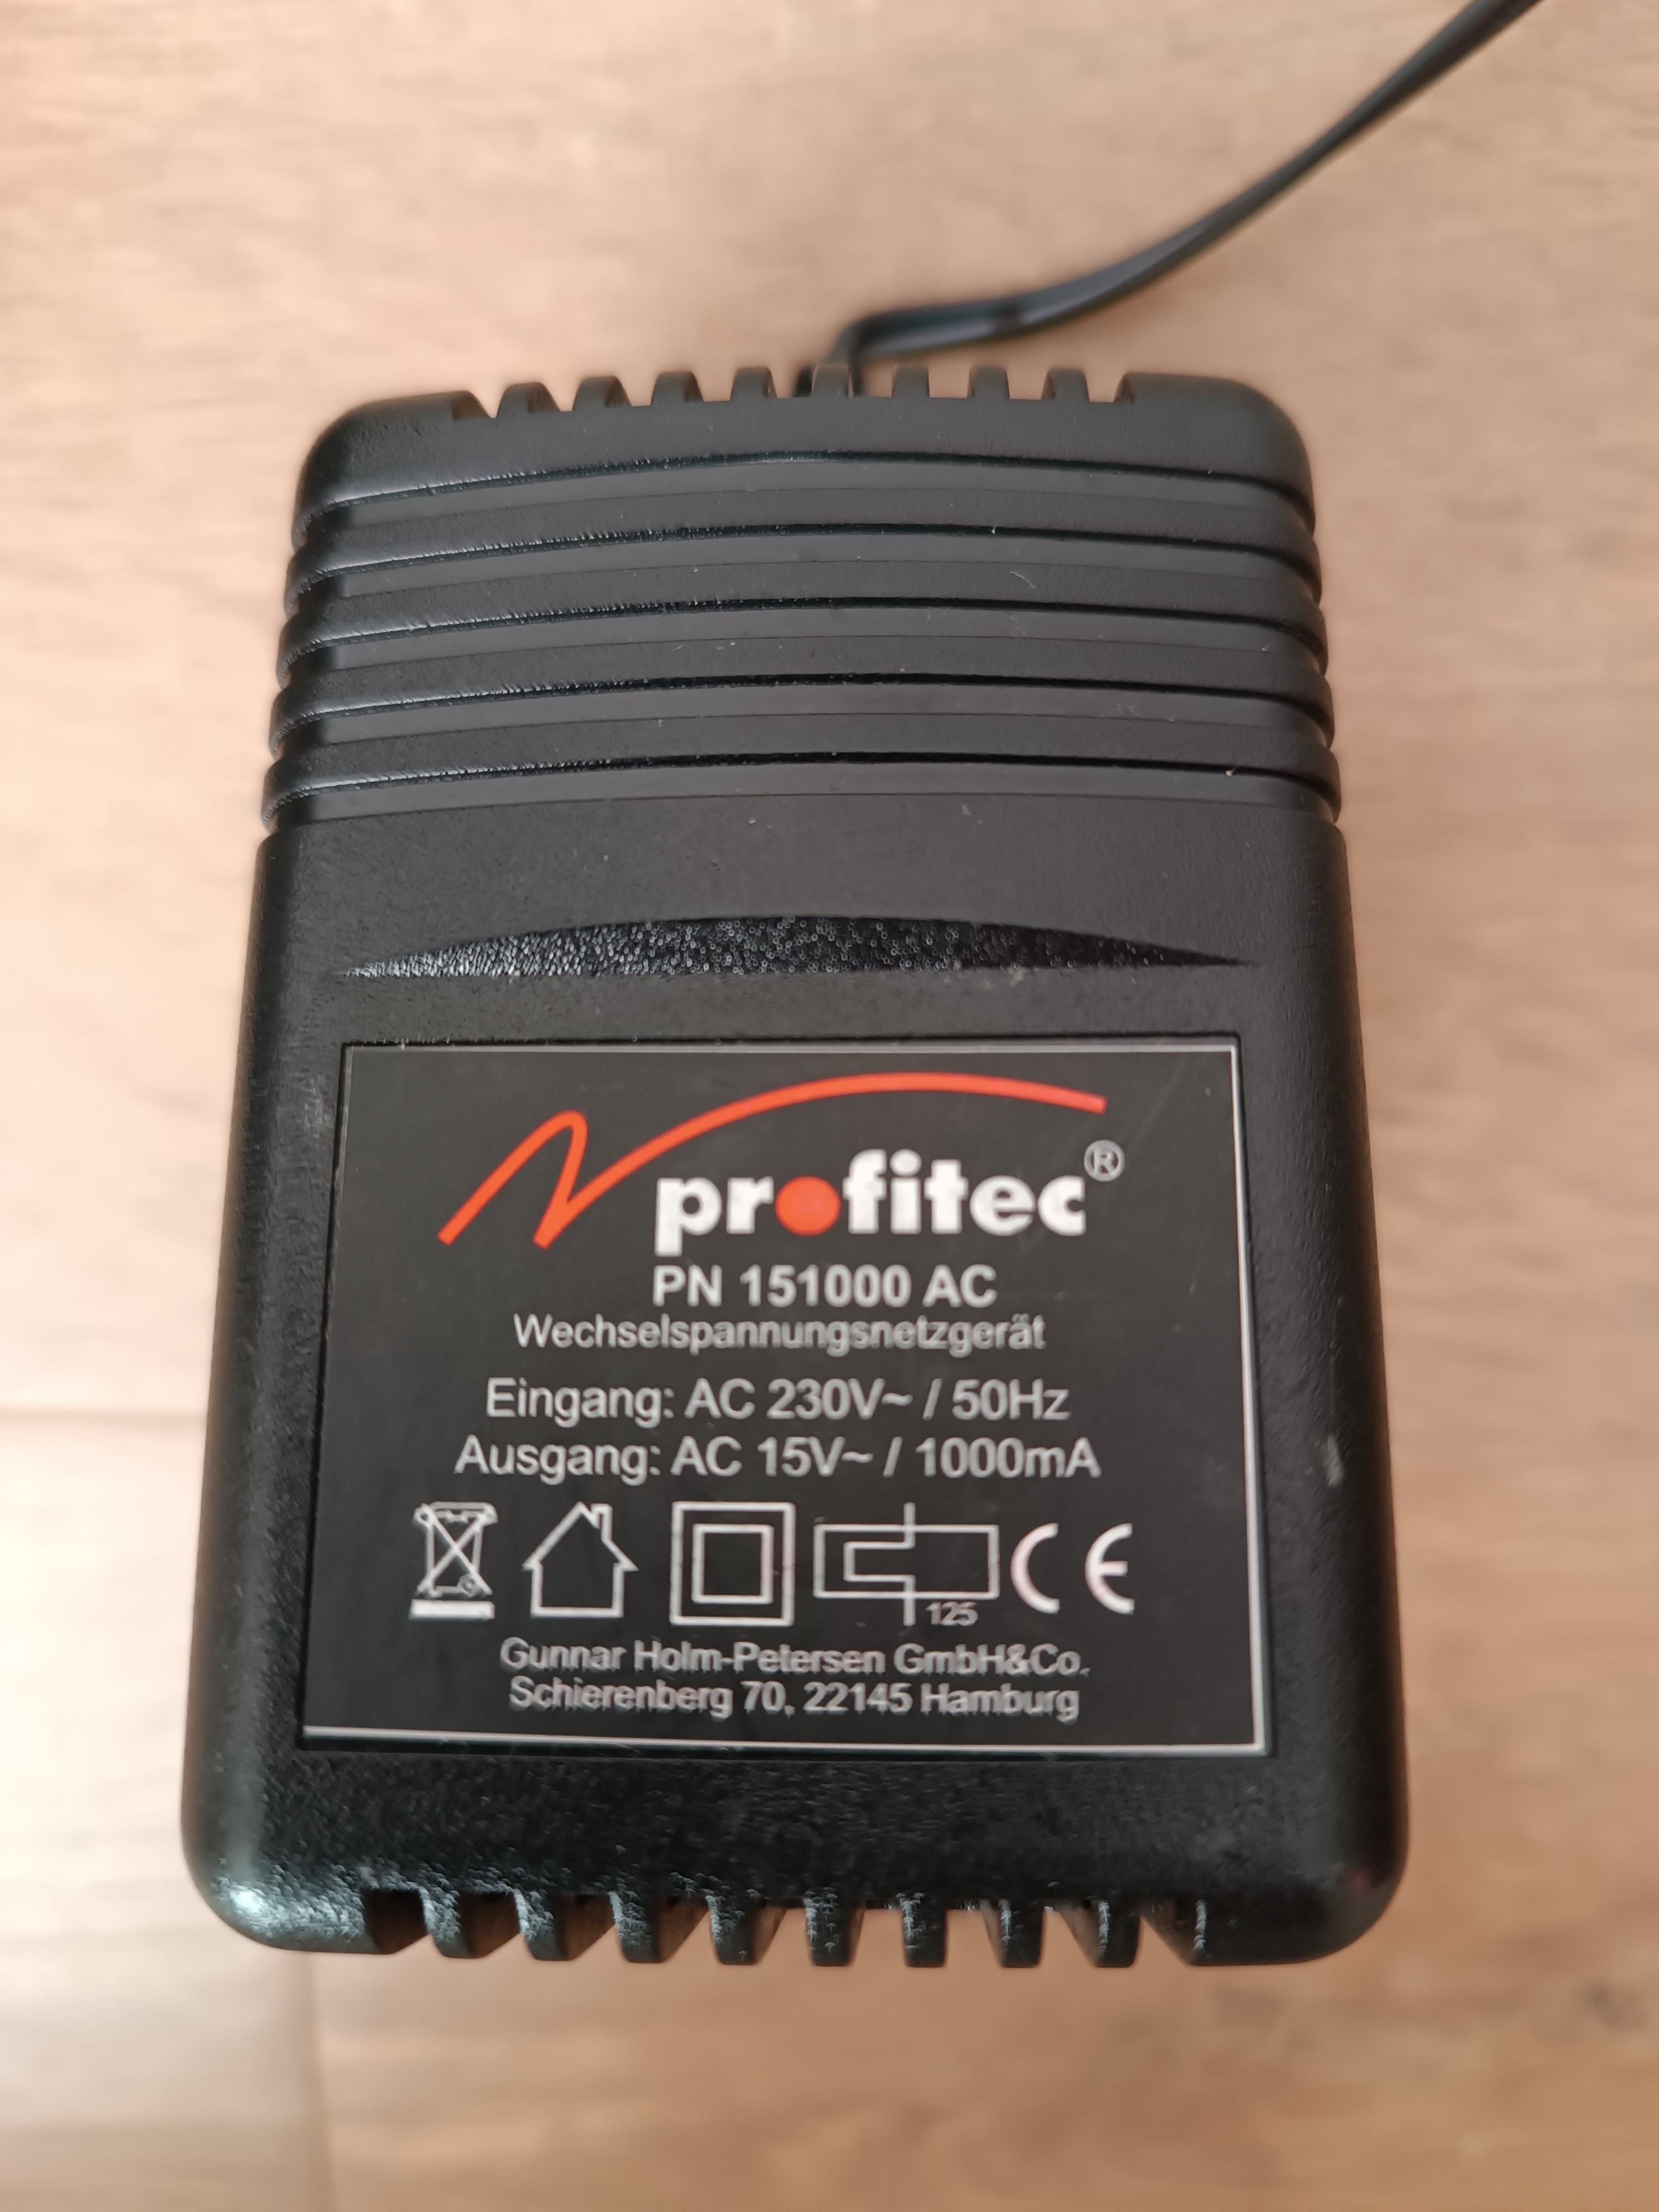 profitec®
PN 151000 AC
Wechselspannungsnetzgerät
Eingang: AC 230V~ / 50Hz
Ausgang: AC 15V~ / 1000mA
125
CE
Gunnar Holm-Petersen GmbH&Co.
Schierenberg 70, 22145 Hamburg